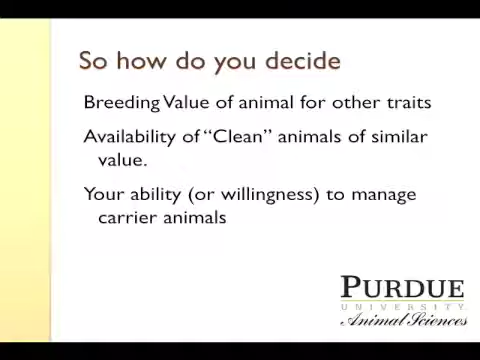 So how do you decide
Breeding Value of animal for other traits
Availability of “Clean” animals of similar
value.
Your ability (or willingness) to manage
carrier animals
PURDUE
UNIVERSITY
Animal Sciences